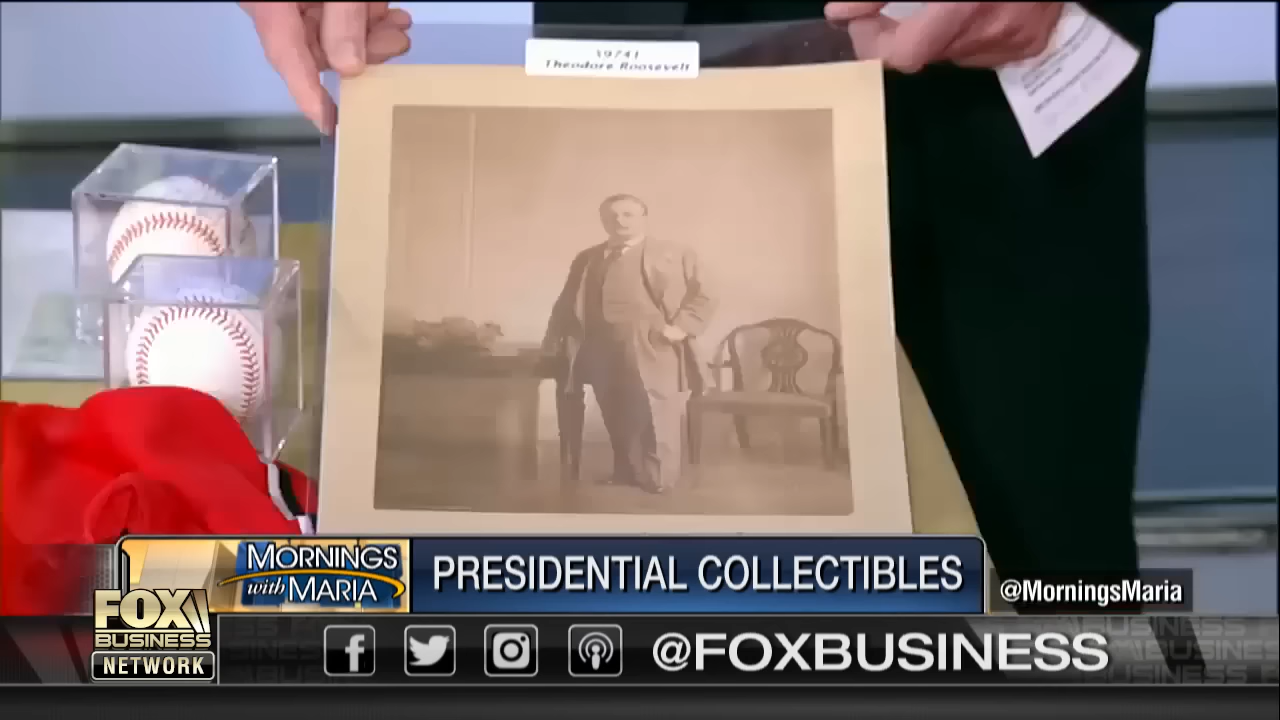 19741
Theodore Roosevelt
MORNINGS
with MARIA
PRESIDENTIAL COLLECTIBLES
@MorningsMaria
FOX
BUSINESS
NETWORK
@FOXBUSINESS